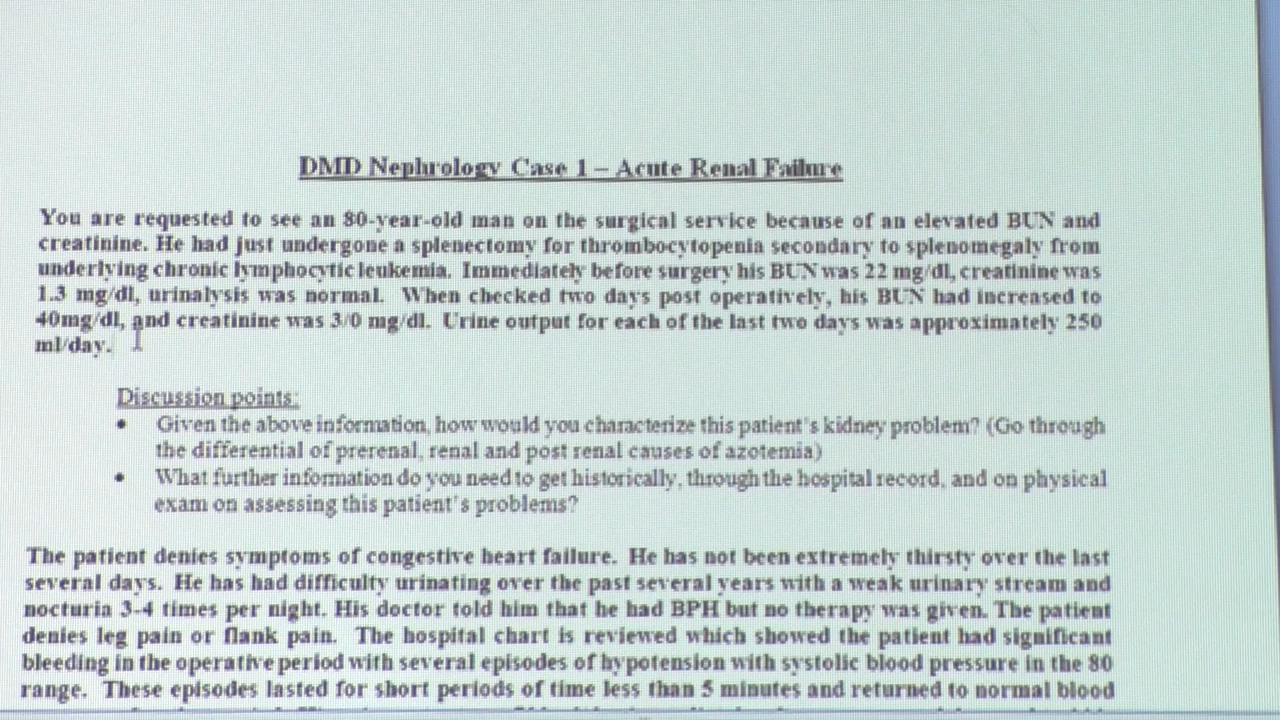 DMD Nephrology Case 1 – Acute Renal Failure
You are requested to see an 80-year-old man on the surgical service because of an elevated BUN and
creatinine. He had just undergone a splenectomy for thrombocytopenia secondary to splenomegaly from
underlying chronic lymphocytic leukemia. Immediately before surgery his BUN was 22 mg/dl, creatinine was
1.3 mg/dl, urinalysis was normal. When checked two days post operatively, his BUN had increased to
40mg/dl, and creatinine was 3/0 mg/dl. Urine output for each of the last two days was approximately 250
ml/day.
Discussion points:
• Given the above information, how would you characterize this patient's kidney problem? (Go through
the differential of prerenal, renal and post renal causes of azotemia)
• What further information do you need to get historically, through the hospital record, and on physical
exam on assessing this patient's problems?
The patient denies symptoms of congestive heart failure. He has not been extremely thirsty over the last
several days. He has had difficulty urinating over the past several years with a weak urinary stream and
nocturia 3-4 times per night. His doctor told him that he had BPH but no therapy was given. The patient
denies leg pain or flank pain. The hospital chart is reviewed which showed the patient had significant
bleeding in the operative period with several episodes of hypotension with systolic blood pressure in the 80
range. These episodes lasted for short periods of time less than 5 minutes and returned to normal blood